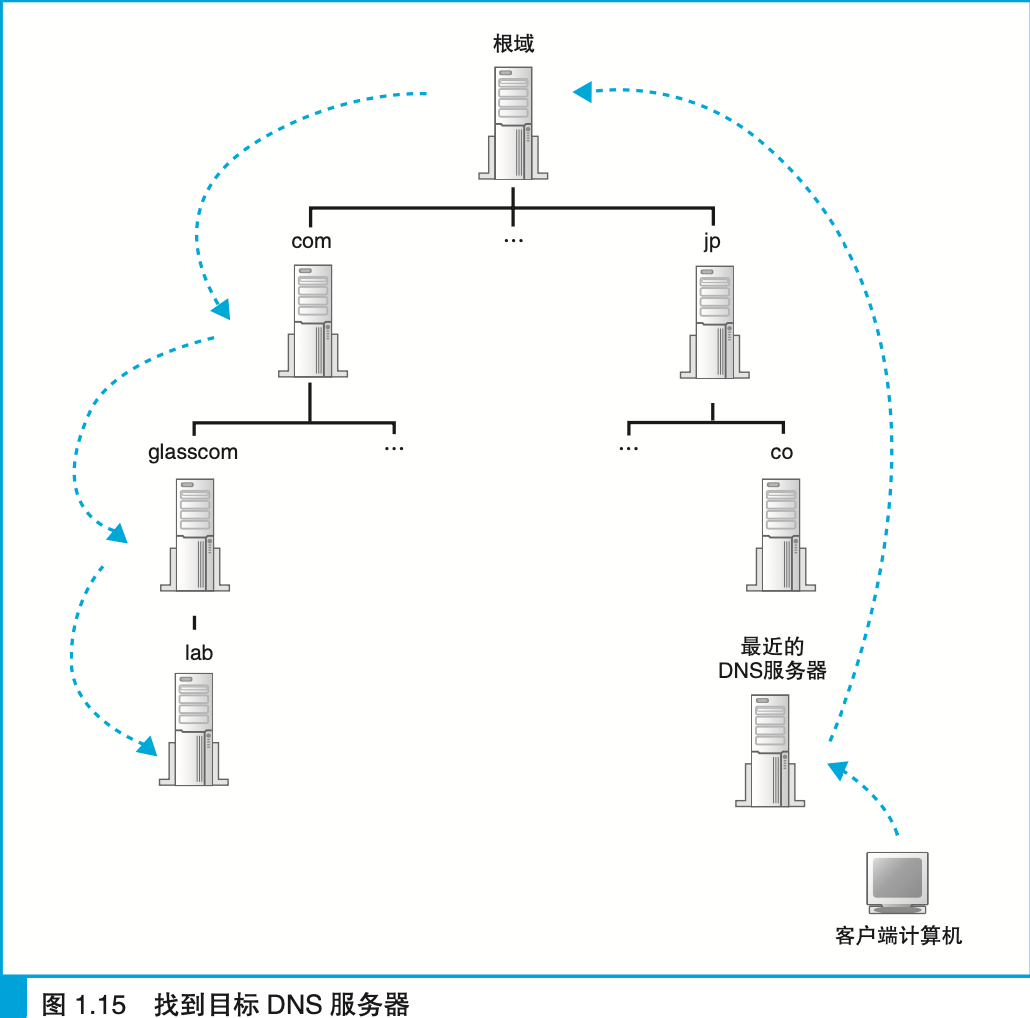 根域
com
…
jp
glasscom
…
…
co
lab
最近的
DNS服务器
客户端计算机
图 1.15 找到目标 DNS 服务器